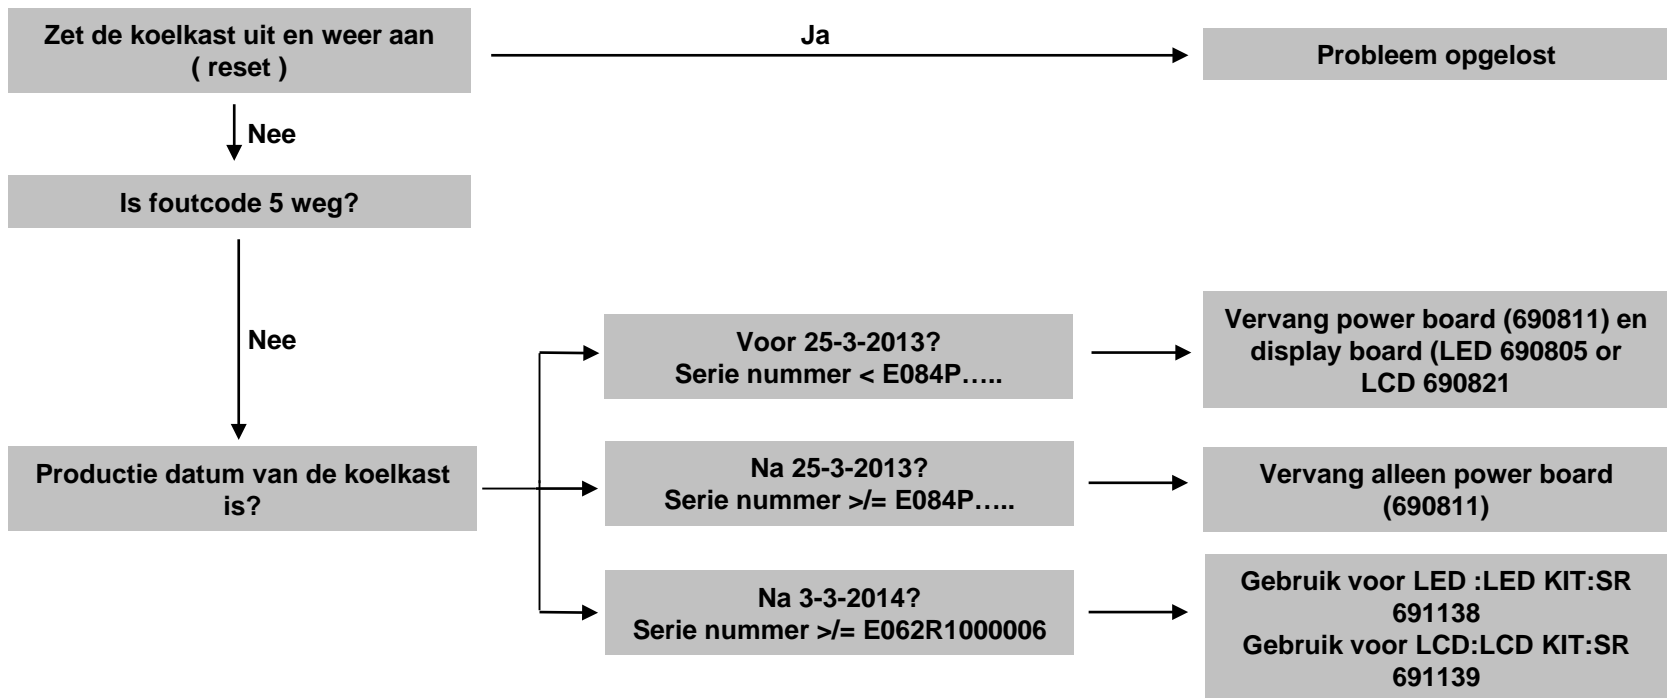 Zet de koelkast uit en weer aan
( reset )
Ja
Probleem opgelost
Nee
Is foutcode 5 weg?
Nee
Voor 25-3-2013?
Serie nummer < E084P…..
Vervang power board (690811) en
display board (LED 690805 or
LCD 690821
Productie datum van de koelkast
is?
Na 25-3-2013?
Serie nummer >/= E084P…..
Vervang alleen power board
(690811)
Na 3-3-2014?
Serie nummer >/= E062R1000006
Gebruik voor LED :LED KIT:SR
691138
Gebruik voor LCD:LCD KIT:SR
691139